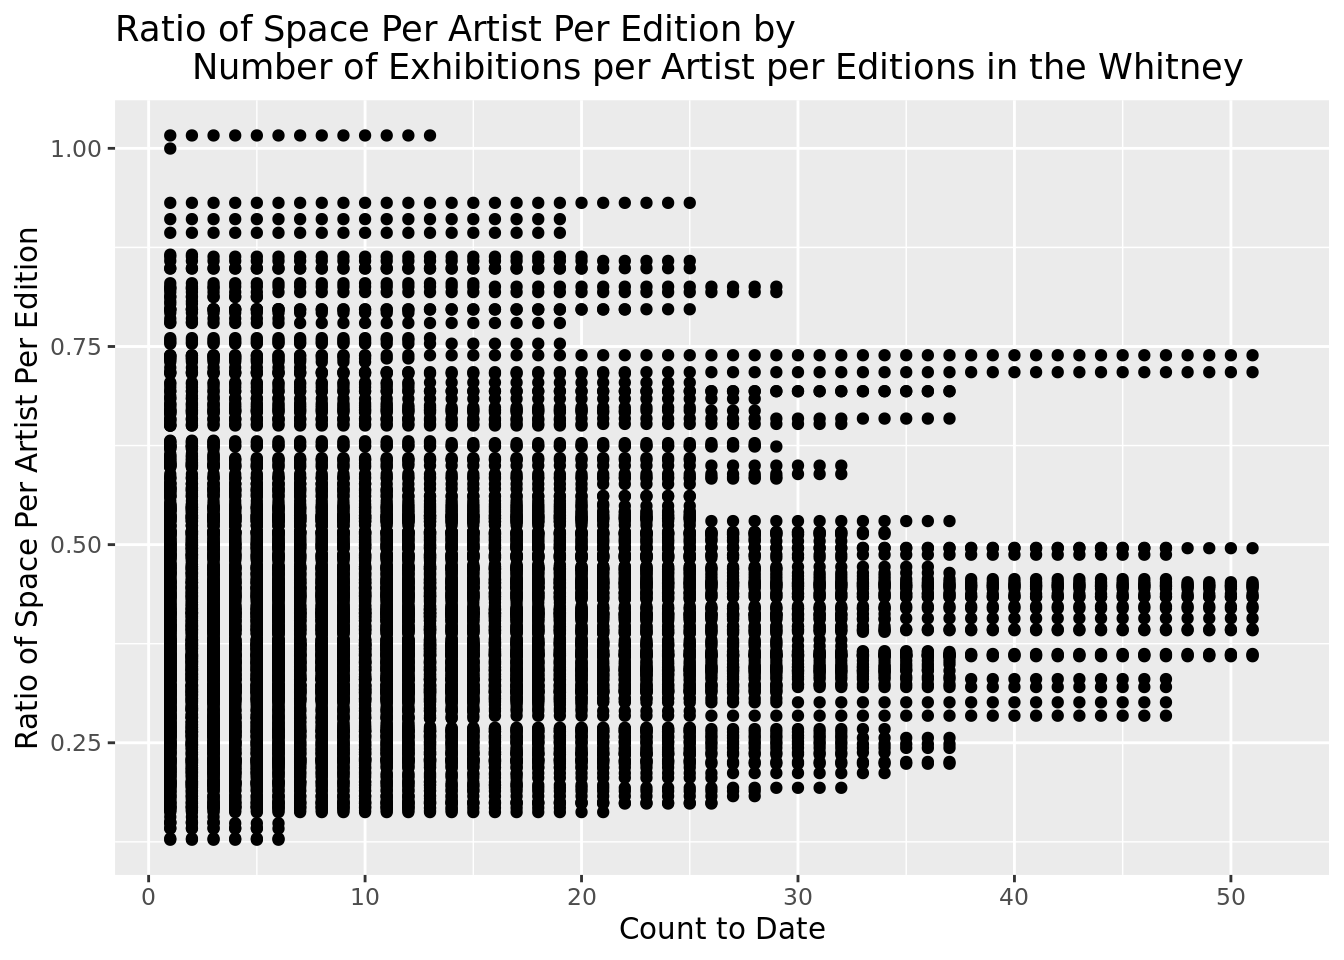 Ratio of Space Per Artist Per Edition by
Number of Exhibitions per Artist per Editions in the Whitney
Ratio of Space Per Artist Per Edition
1.00
0.75
0.50
0.25
0
10
20
30
40
50
Count to Date